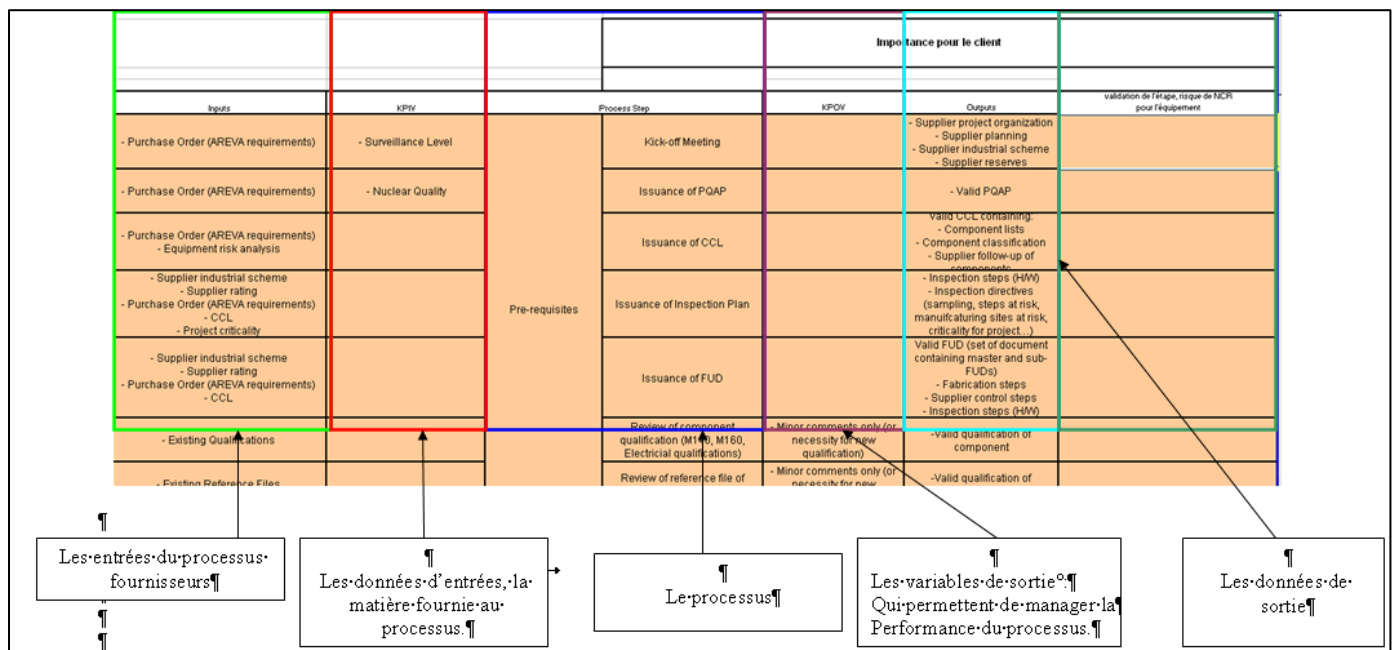 Importance pour le client
Inputs
KPIV
Process Step
KPOV
Outputs
validation de l'étape, risque de NCR
pour l'équipement
- Purchase Order (AREVA requirements)
- Surveillance Level
Kick-off Meeting
- Supplier project organization
- Supplier planning
- Supplier industrial scheme
- Supplier reserves
- Purchase Order (AREVA requirements)
- Nuclear Quality
Issuance of PQAP
- Valid PQAP
- Purchase Order (AREVA requirements)
- Equipment risk analysis
Issuance of CCL
Valid CCL containing:
- Component lists
- Component classification
- Supplier follow-up of
components
- Supplier industrial scheme
- Supplier rating
- Purchase Order (AREVA requirements)
- CCL
- Project criticality
Pre-requisites
Issuance of Inspection Plan
- Inspection steps (H/W)
- Inspection directives
(sampling, steps at risk,
manuifcaturing sites at risk,
criticality for project...)
- Supplier industrial scheme
- Supplier rating
- Purchase Order (AREVA requirements)
- CCL
Issuance of FUD
Valid FUD (set of document
containing master and sub-
FUDs)
- Fabrication steps
- Supplier control steps
- Inspection steps (H/W)
- Existing Qualifications
Review of component
qualification (M140, M160,
Electricial qualifications)
- Minor comments only (or
necessity for new
qualification)
-Valid qualification of
component
- Existing Reference Files
Review of reference file of
- Minor comments only (or
necessity for new
-Valid qualification of
¶
Les·entrées·du·processus·
fournisseurs¶
¶
¶
¶
Les·données·d'entrées,·la·
matière·fournie·au·
processus.¶
¶
Le·processus¶
¶
Les·variables·de·sortie°:¶
Qui·permettent·de·manager·la¶
Performance·du·processus.¶
¶
Les·données·de·
sortie¶